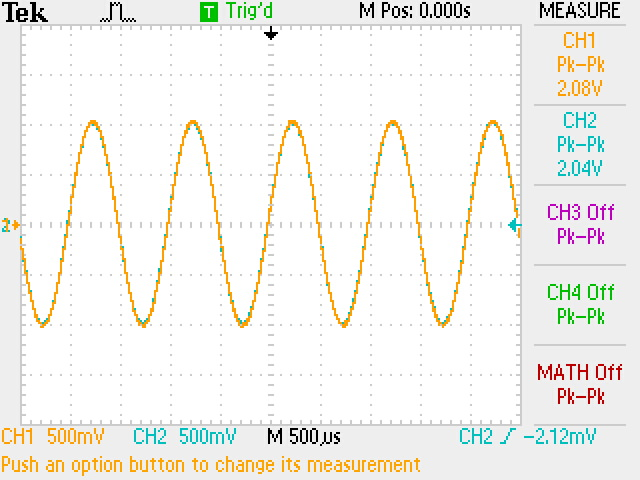 Tek T Trig'd M Pos: 0.000s MEASURE
CH1
Pk-Pk
2.08V
CH2
Pk-Pk
2.04V
CH3 Off
Pk-Pk
CH4 Off
Pk-Pk
MATH Off
Pk-Pk
2
CH1 500mV CH2 500mV M 500µs CH2 -2.12mV
Push an option button to change its measurement